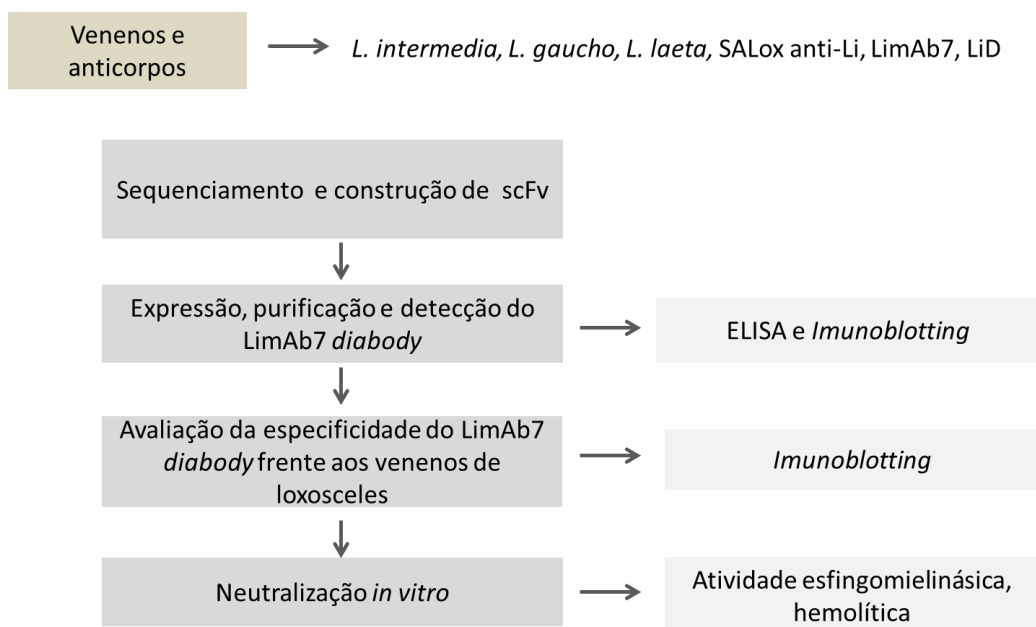 Venenos e
anticorpos
L. intermedia, L. gaucho, L. laeta, SALox anti-Li, LimAb7, LiD
Sequenciamento e construção de scFv
Expressão, purificação e detecção do
LimAb7 diabody
ELISA e Imunoblotting
Avaliação da especificidade do LimAb7
diabody frente aos venenos de
loxosceles
Imunoblotting
Neutralização in vitro
Atividade esfingomielinásica,
hemolítica